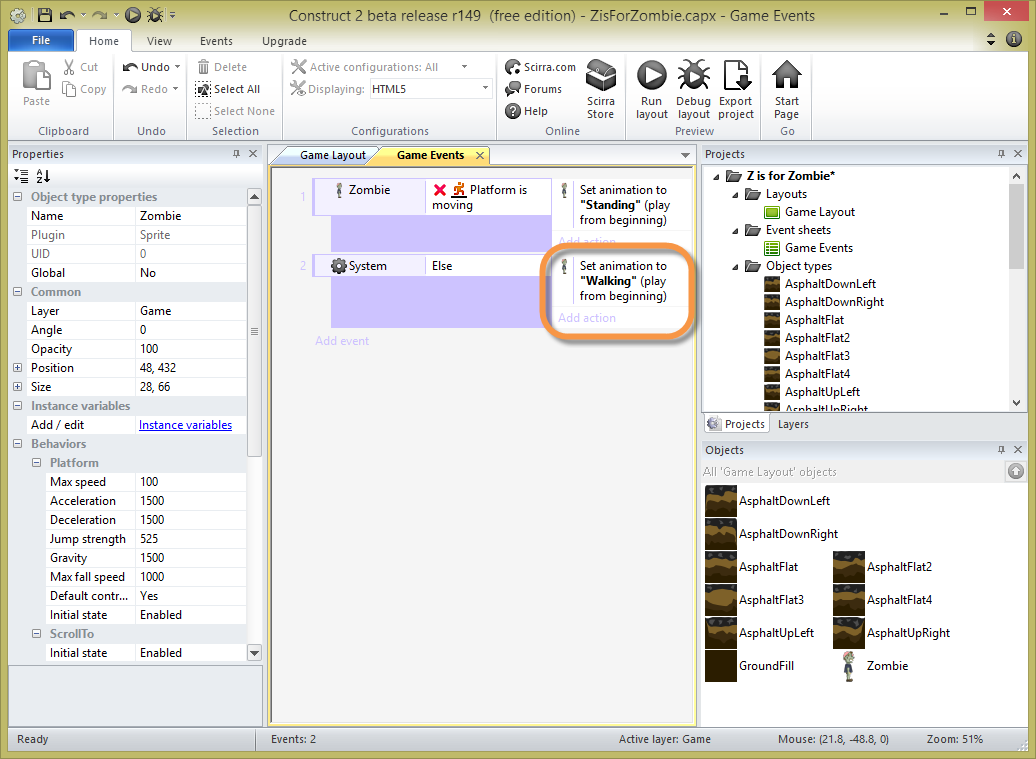 Construct 2 beta release r149 (free edition) - ZisForZombie.capx - Game Events
File Home View Events Upgrade
Paste
Cut
Copy
Clipboard
Undo
Redo
Undo
Delete
Select All
Select None
Selection
Active configurations: All
Displaying: HTML5
Configurations
Scirra.com
Forums
Help
Scirra
Store
Online
Run
layout
Debug
layout
Export
project
Preview
Start
Page
Go
Properties
Object type properties
Name Zombie
Plugin Sprite
UID 0
Global No
Common
Layer Game
Angle 0
Opacity 100
Position 48, 432
Size 28, 66
Instance variables
Add / edit Instance variables
Behaviors
Platform
Max speed 100
Acceleration 1500
Deceleration 1500
Jump strength 525
Gravity 1500
Max fall speed 1000
Default contr... Yes
Initial state Enabled
ScrollTo
Initial state Enabled
Game Layout Game Events
1 Zombie
Platform is
moving
Set animation to
"Standing" (play
from beginning)
Add action
2 System Else
Set animation to
"Walking" (play
from beginning)
Add action
Add event
Projects
Z is for Zombie*
Layouts
Game Layout
Event sheets
Game Events
Object types
AsphaltDownLeft
AsphaltDownRight
AsphaltFlat
AsphaltFlat2
AsphaltFlat3
AsphaltFlat4
AsphaltUpLeft
AsphaltUpRight
Projects Layers
Objects
All 'Game Layout' objects
AsphaltDownLeft
AsphaltDownRight
AsphaltFlat AsphaltFlat2
AsphaltFlat3 AsphaltFlat4
AsphaltUpLeft AsphaltUpRight
GroundFill Zombie
Ready Events: 2 Active layer: Game Mouse: (21.8, -48.8, 0) Zoom: 51%